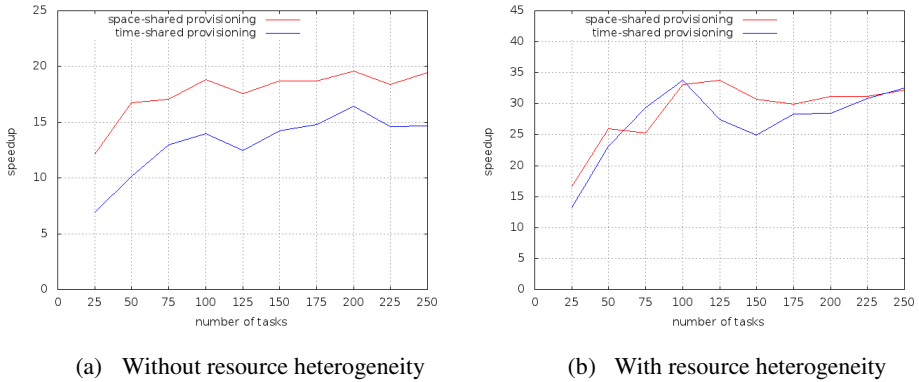 25
20
15
10
5
0
speedup
space-shared provisioning
time-shared provisioning
0 25 50 75 100 125 150 175 200 225 250
number of tasks
(a) Without resource heterogeneity
45
40
35
30
25
20
15
10
5
0
speedup
space-shared provisioning
time-shared provisioning
0 25 50 75 100 125 150 175 200 225 250
number of tasks
(b) With resource heterogeneity